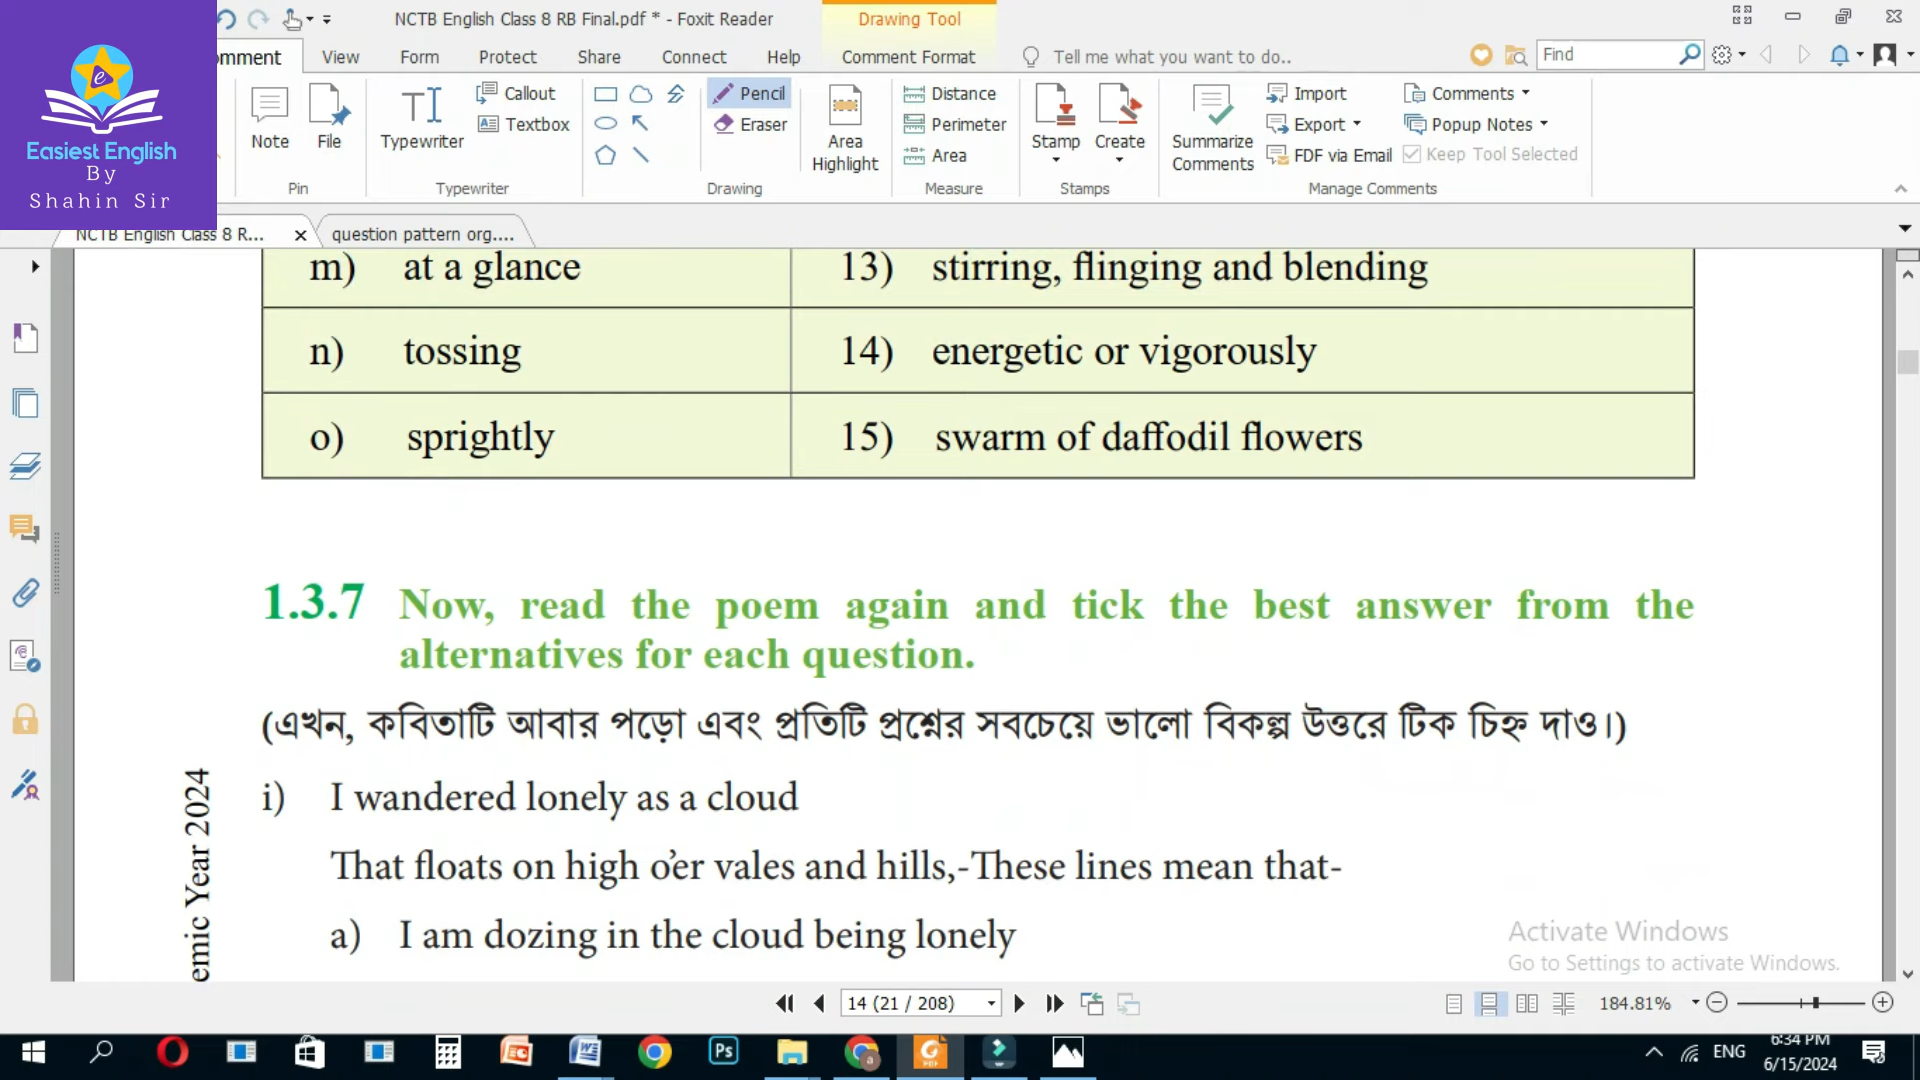 NCTB English Class 8 RB Final.pdf * - Foxit Reader
Drawing Tool
omment
View
Form
Protect
Share
Connect
Help
Comment Format
Tell me what you want to do..
Find
Note
File
Pin
Typewriter
Callout
Textbox
Typewriter
Pencil
Eraser
Drawing
Area
Highlight
Distance
Perimeter
Area
Measure
Stamp
Create
Stamps
Summarize
Comments
Import
Export
FDF via Email
Comments
Popup Notes
Keep Tool Selected
Manage Comments
e
Easiest English
By
Shahin Sir
NCTB English Class 8 R...
question pattern org....
m) at a glance 13) stirring, flinging and blending
n) tossing 14) energetic or vigorously
o) sprightly 15) swarm of daffodil flowers
1.3.7 Now, read the poem again and tick the best answer from the
alternatives for each question.
(এখন, কবিতাটি আবার পড়ো এবং প্রতিটি প্রশ্নের সবচেয়ে ভালো বিকল্প উত্তরে টিক চিহ্ন দাও।)
i) I wandered lonely as a cloud
That floats on high o'er vales and hills,-These lines mean that-
a) I am dozing in the cloud being lonely
emic Year 2024
Activate Windows
Go to Settings to activate Windows.
14 (21 / 208)
184.81%
Ps
W
PDF
ENG
6:34 PM
6/15/2024